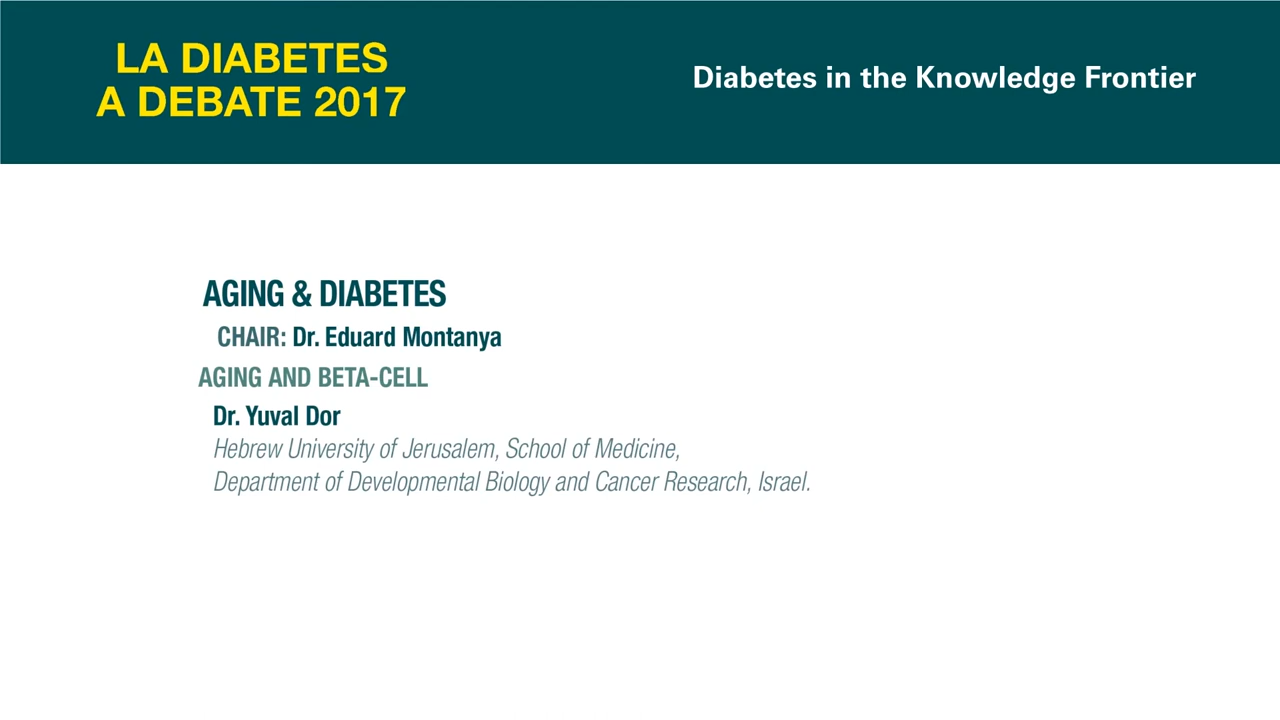 LA DIABETES
A DEBATE 2017
Diabetes in the Knowledge Frontier
AGING & DIABETES
CHAIR: Dr. Eduard Montanya
AGING AND BETA-CELL
Dr. Yuval Dor
Hebrew University of Jerusalem, School of Medicine,
Department of Developmental Biology and Cancer Research, Israel.